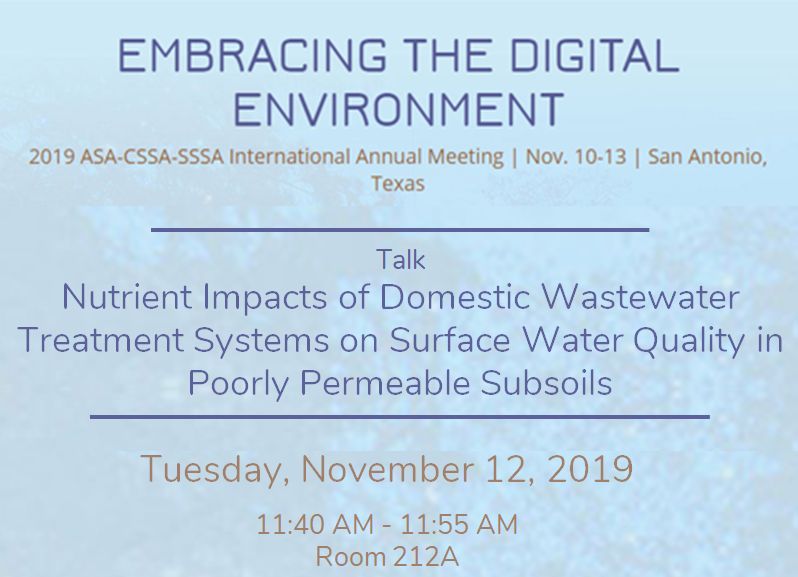 EMBRACING THE DIGITAL
ENVIRONMENT
2019 ASA-CSSA-SSSA International Annual Meeting | Nov. 10-13 | San Antonio,
Texas
Talk
Nutrient Impacts of Domestic Wastewater
Treatment Systems on Surface Water Quality in
Poorly Permeable Subsoils
Tuesday, November 12, 2019
11:40 AM - 11:55 AM
Room 212A